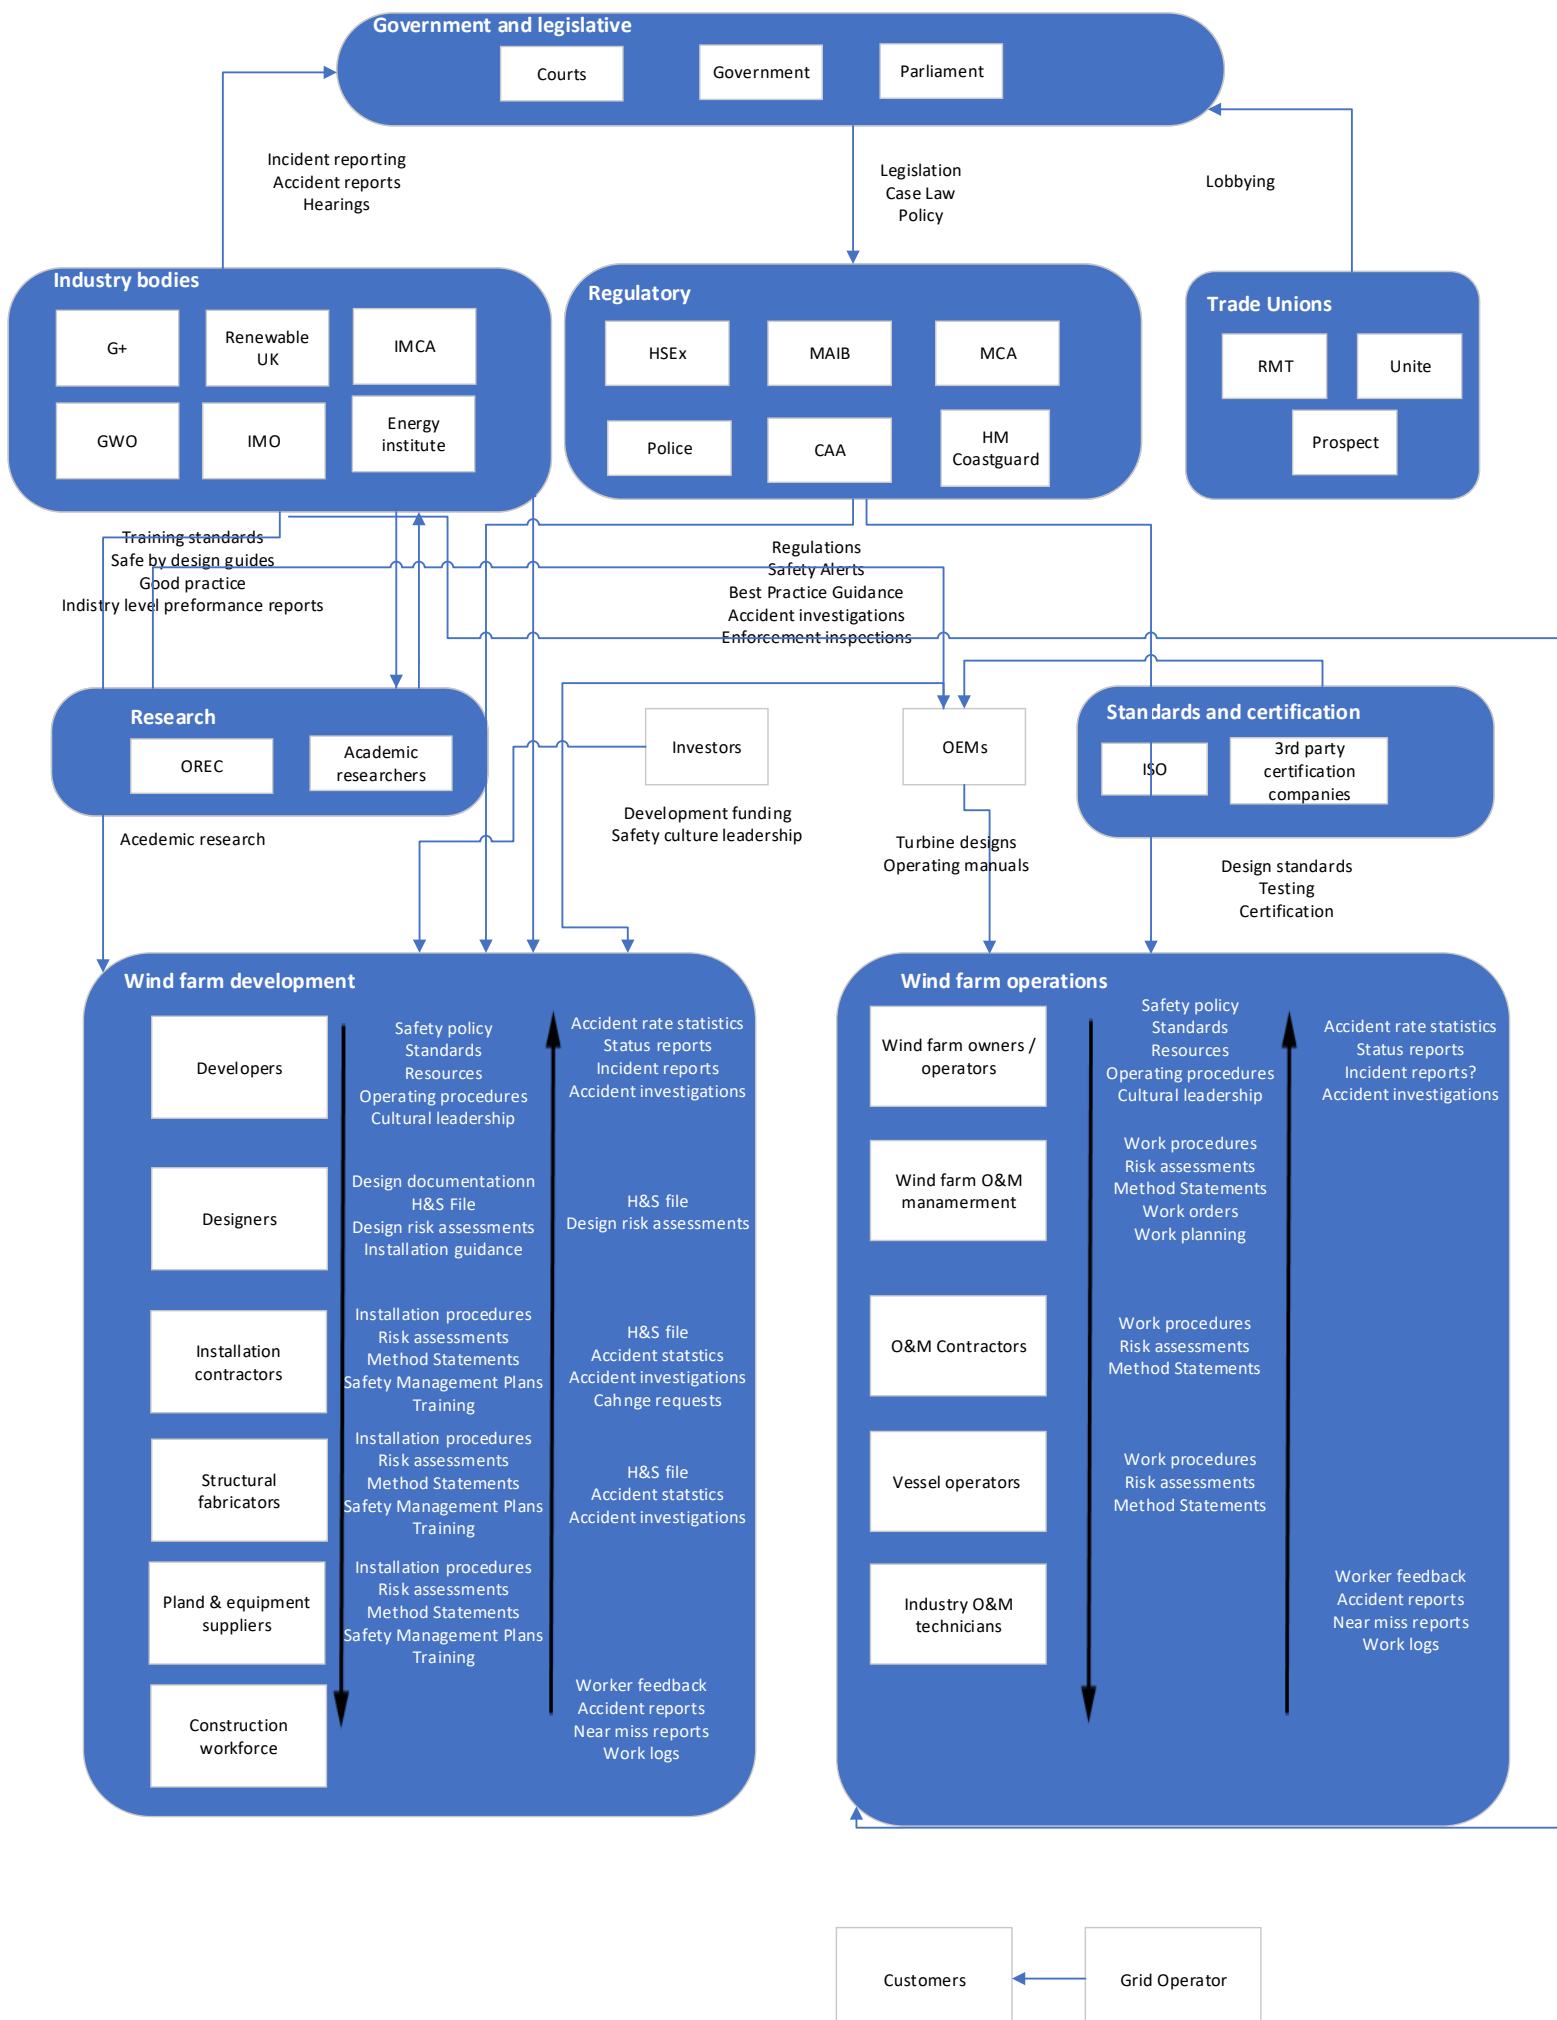 Government and legislative
Courts
Government
Parliament
Incident reporting
Accident reports
Hearings
Legislation
Case Law
Policy
Lobbying
Industry bodies
G+
Renewable
UK
IMCA
GWO
IMO
Energy
institute
Regulatory
HSEx
MAIB
MCA
Police
CAA
HM
Coastguard
Trade Unions
RMT
Unite
Prospect
Training standards
Safe by design guides
Good practice
Indistry level preformance reports
Regulations
Safety Alerts
Best Practice Guidance
Accident investigations
Enforcement inspections
Research
OREC
Academic
researchers
Acedemic research
Investors
Development funding
Safety culture leadership
OEMs
Turbine designs
Operating manuals
Standards and certification
ISO
3rd party
certification
companies
Design standards
Testing
Certification
Wind farm development
Developers
Safety policy
Standards
Resources
Operating procedures
Cultural leadership
Accident rate statistics
Status reports
Incident reports
Accident investigations
Designers
Design documentationn
H&S File
Design risk assessments
Installation guidance
H&S file
Design risk assessments
Installation
contractors
Installation procedures
Risk assessments
Method Statements
Safety Management Plans
Training
H&S file
Accident statstics
Accident investigations
Cahnge requests
Structural
fabricators
Installation procedures
Risk assessments
Method Statements
Safety Management Plans
Training
H&S file
Accident statstics
Accident investigations
Pland & equipment
suppliers
Installation procedures
Risk assessments
Method Statements
Safety Management Plans
Training
Construction
workforce
Worker feedback
Accident reports
Near miss reports
Work logs
Wind farm operations
Wind farm owners /
operators
Safety policy
Standards
Resources
Operating procedures
Cultural leadership
Accident rate statistics
Status reports
Incident reports?
Accident investigations
Wind farm O&M
manamerment
Work procedures
Risk assessments
Method Statements
Work orders
Work planning
O&M Contractors
Work procedures
Risk assessments
Method Statements
Vessel operators
Work procedures
Risk assessments
Method Statements
Industry O&M
technicians
Worker feedback
Accident reports
Near miss reports
Work logs
Customers
Grid Operator